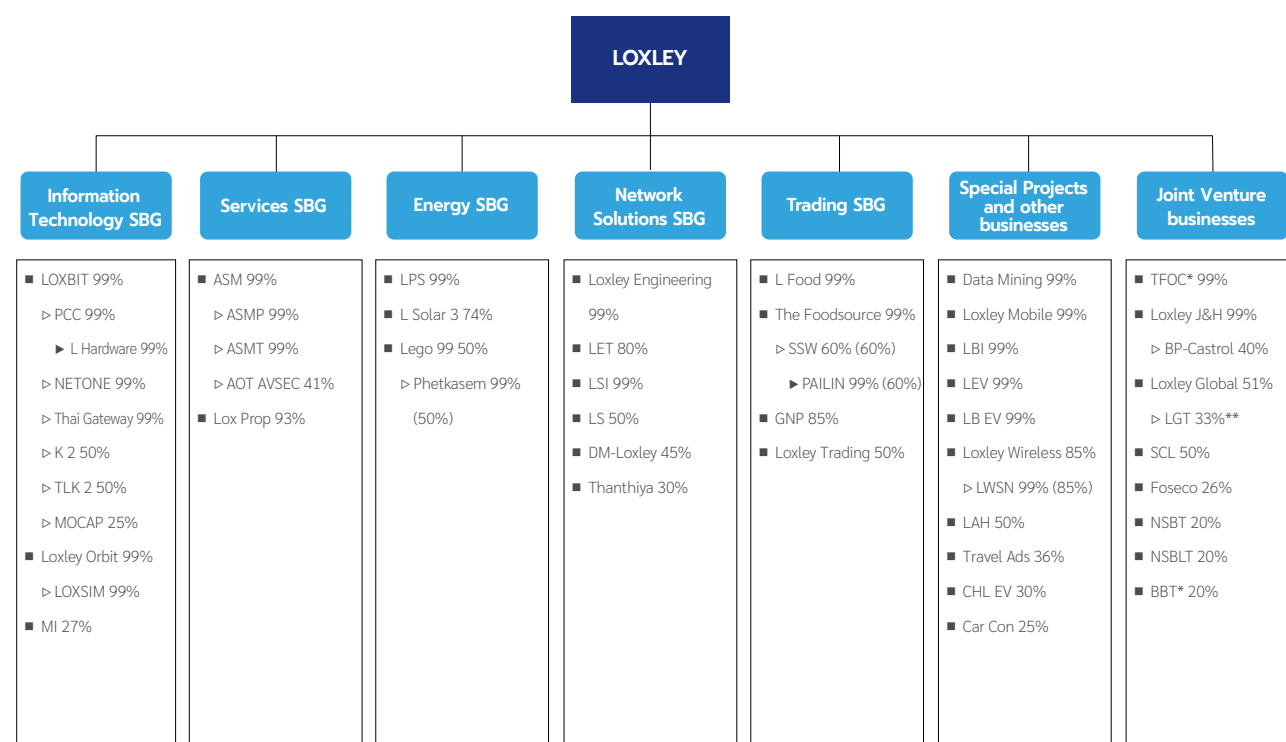 LOXLEY
Information
Technology SBG
Services SBG
Energy SBG
Network
Solutions SBG
Trading SBG
Special Projects
and other
businesses
Joint Venture
businesses
■ LOXBIT 99%
▷ PCC 99%
▶ L Hardware 99%
▷ NETONE 99%
▷ Thai Gateway 99%
▷ K 2 50%
▷ TLK 2 50%
▷ MOCAP 25%
■ Loxley Orbit 99%
▷ LOXSIM 99%
■ MI 27%
■ ASM 99%
▷ ASMP 99%
▷ ASMT 99%
▷ AOT AVSEC 41%
■ Lox Prop 93%
■ LPS 99%
■ L Solar 3 74%
■ Lego 99 50%
▷ Phetkasem 99%
(50%)
■ Loxley Engineering
99%
■ LET 80%
■ LSI 99%
■ LS 50%
■ DM-Loxley 45%
■ Thanthiya 30%
■ L Food 99%
■ The Foodsource 99%
▷ SSW 60% (60%)
▶ PAILIN 99% (60%)
■ GNP 85%
■ Loxley Trading 50%
■ Data Mining 99%
■ Loxley Mobile 99%
■ LBI 99%
■ LEV 99%
■ LB EV 99%
■ Loxley Wireless 85%
▷ LWSN 99% (85%)
■ LAH 50%
■ Travel Ads 36%
■ CHL EV 30%
■ Car Con 25%
■ TFOC* 99%
■ Loxley J&H 99%
▷ BP-Castrol 40%
■ Loxley Global 51%
▷ LGT 33%**
■ SCL 50%
■ Foseco 26%
■ NSBT 20%
■ NSBLT 20%
■ BBT* 20%